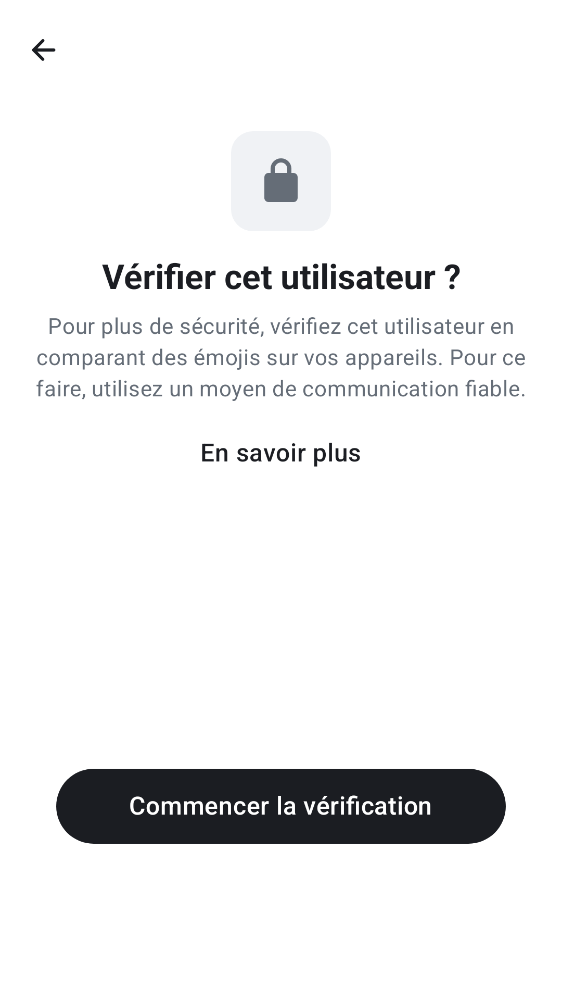 Vérifier cet utilisateur ?
Pour plus de sécurité, vérifiez cet utilisateur en
comparant des émojis sur vos appareils. Pour ce
faire, utilisez un moyen de communication fiable.
En savoir plus
Commencer la vérification